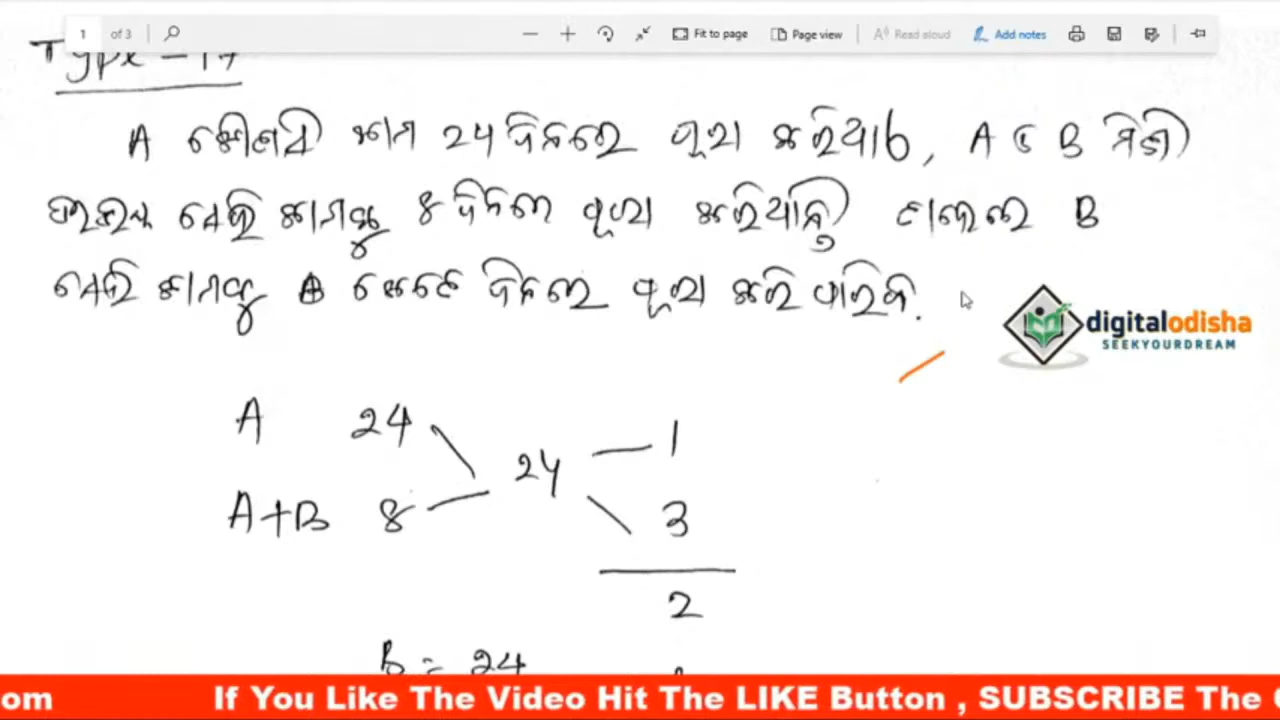 1 of 3 Fit to page Page view Read aloud Add notes
Type - 17
A କୌଣସି କାମ 24 ଦିନରେ ପୂରା କରିଥାଏ, A ଓ B ମିଶି
ସେହି କାମକୁ 8 ଦିନରେ ପୂରା କରିଥାନ୍ତି B
ସେହି କାମକୁ କେତେ ଦିନରେ ପୂରା କରି ପାରିବ.
digitalodisha
SEEKYOURDREAM
A 24
24 1
A+B 8 3
2
B = 24
om If You Like The Video Hit The LIKE Button , SUBSCRIBE The